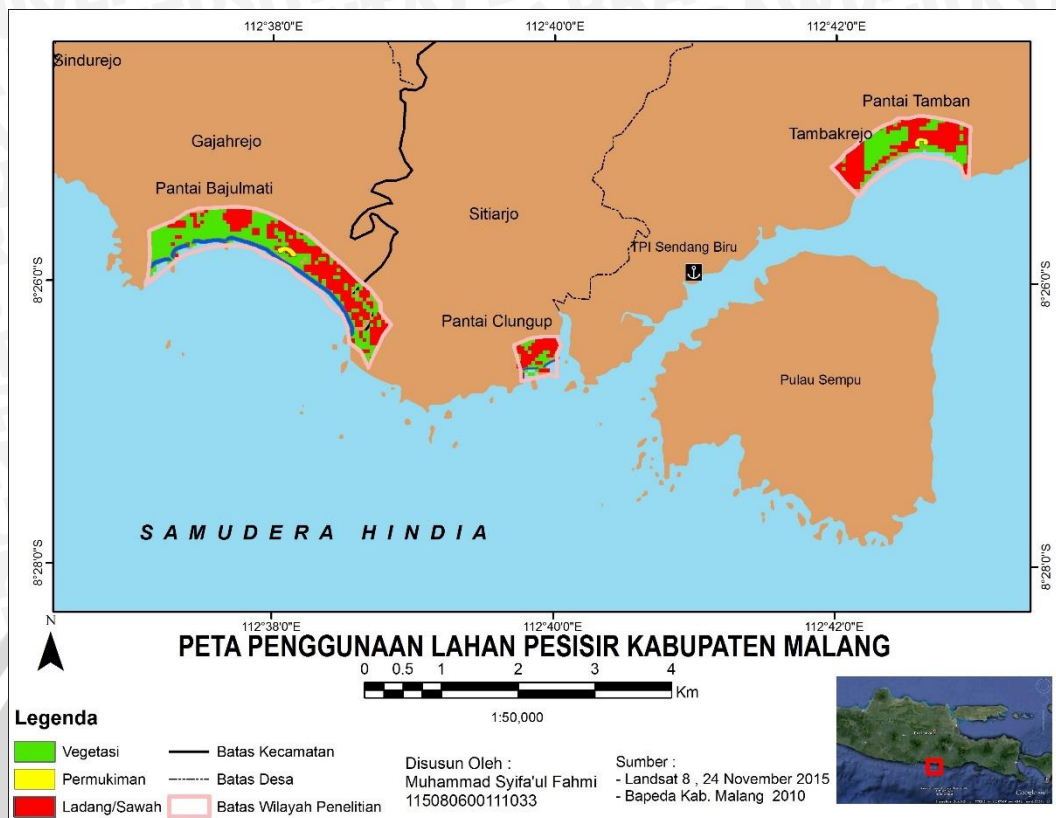 112°38'0"E 112°40'0"E 112°42'0"E
Sindurejo
Pantai Tamban
Tambakrejo
Gajahrejo
Pantai Bajulmati
Sitiarjo
TPI Sendang Biru
8°26'0"S 8°26'0"S
Pantai Clungup
Pulau Sempu
SAMUDERA HINDIA
8°28'0"S 8°28'0"S
112°38'0"E 112°40'0"E 112°42'0"E
N
PETA PENGGUNAAN LAHAN PESISIR KABUPATEN MALANG
0 0.5 1 2 3 4
Km
1:50,000
Legenda
Vegetasi
Permukiman
Ladang/Sawah
Batas Kecamatan
Batas Desa
Batas Wilayah Penelitian
Disusun Oleh :
Muhammad Syifa'ul Fahmi
115080600111033
Sumber :
- Landsat 8 , 24 November 2015
- Bapeda Kab. Malang 2010